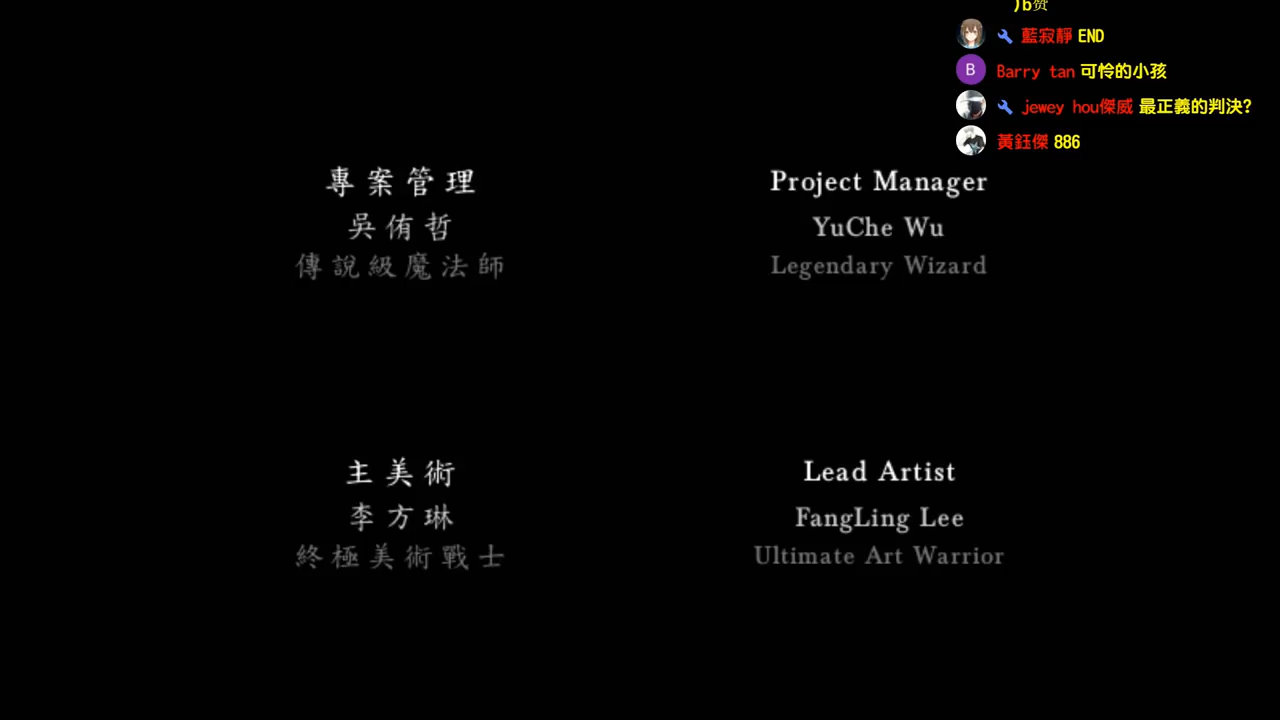 )b赞
藍寂靜 END
B Barry tan 可怜的小孩
jewey hou傑威 最正義的判決?
黃鈺傑 886
專案管理
吳侑哲
傳說級魔法師
Project Manager
YuChe Wu
Legendary Wizard
主美術
李方琳
終極美術戰士
Lead Artist
FangLing Lee
Ultimate Art Warrior